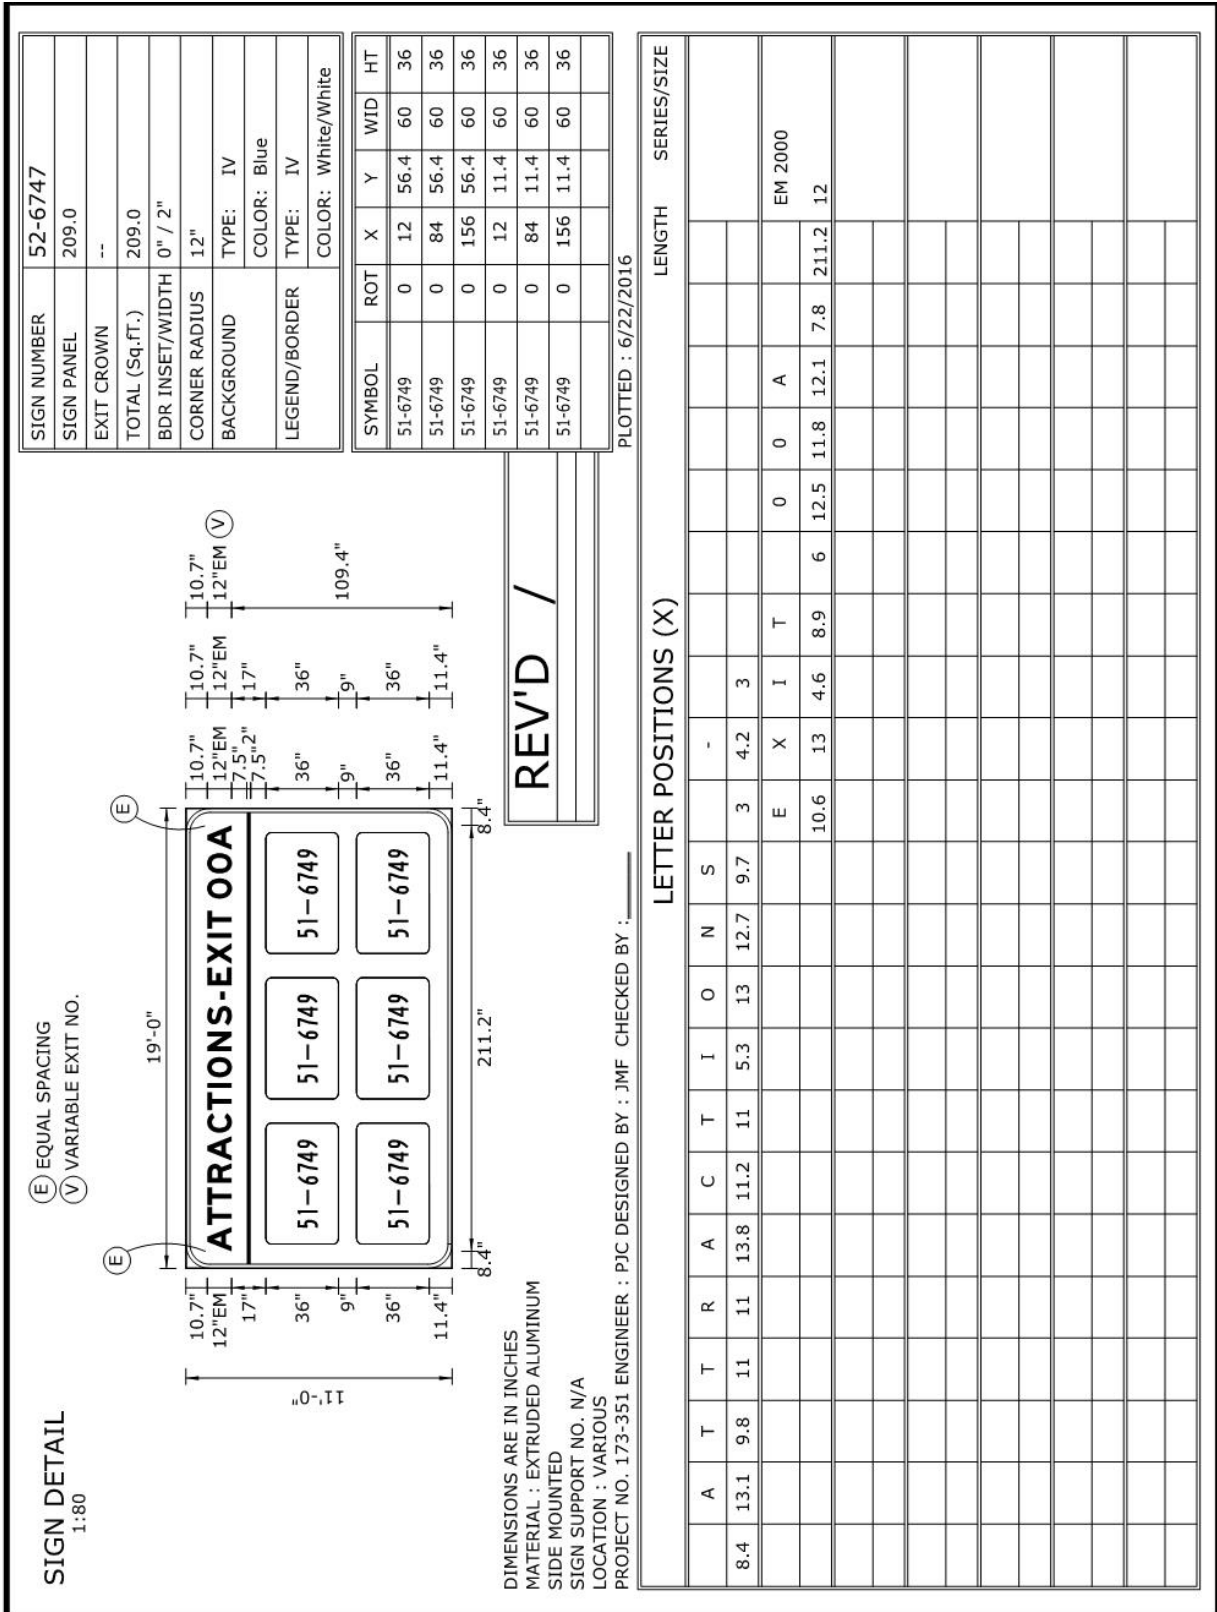 SIGN DETAIL
1:80
(E) EQUAL SPACING
(V) VARIABLE EXIT NO.
SIGN NUMBER 52-6747
SIGN PANEL 209.0
EXIT CROWN --
TOTAL (Sq.fT.) 209.0
BDR INSET/WIDTH 0" / 2"
CORNER RADIUS 12"
BACKGROUND TYPE: IV
COLOR: Blue
LEGEND/BORDER TYPE: IV
COLOR: White/White
E E
19'-0"
11'-0"
10.7" 10.7" 10.7" 10.7"
12"EM 12"EM 12"EM 12"EM V
17" 7.5" 2" 7.5" 17"
36" 36" 36" 109.4"
9" 9" 9"
36" 36" 36"
11.4" 11.4" 11.4"
ATTRACTIONS-EXIT OOA
51-6749 51-6749 51-6749
51-6749 51-6749 51-6749
8.4" 211.2" 8.4"
SYMBOL ROT X Y WID HT
51-6749 0 12 56.4 60 36
51-6749 0 84 56.4 60 36
51-6749 0 156 56.4 60 36
51-6749 0 12 11.4 60 36
51-6749 0 84 11.4 60 36
51-6749 0 156 11.4 60 36
REV'D /
DIMENSIONS ARE IN INCHES
MATERIAL : EXTRUDED ALUMINUM
SIDE MOUNTED
SIGN SUPPORT NO. N/A
LOCATION : VARIOUS
PROJECT NO. 173-351 ENGINEER : PJC DESIGNED BY : JMF CHECKED BY :
PLOTTED : 6/22/2016
LETTER POSITIONS (X) LENGTH SERIES/SIZE
A T T R A C T I O N S -
8.4 13.1 9.8 11 11 13.8 11.2 11 5.3 13 12.7 9.7 3 4.2 3
E X I T O O A EM 2000
10.6 13 4.6 8.9 6 12.5 11.8 12.1 7.8 211.2 12